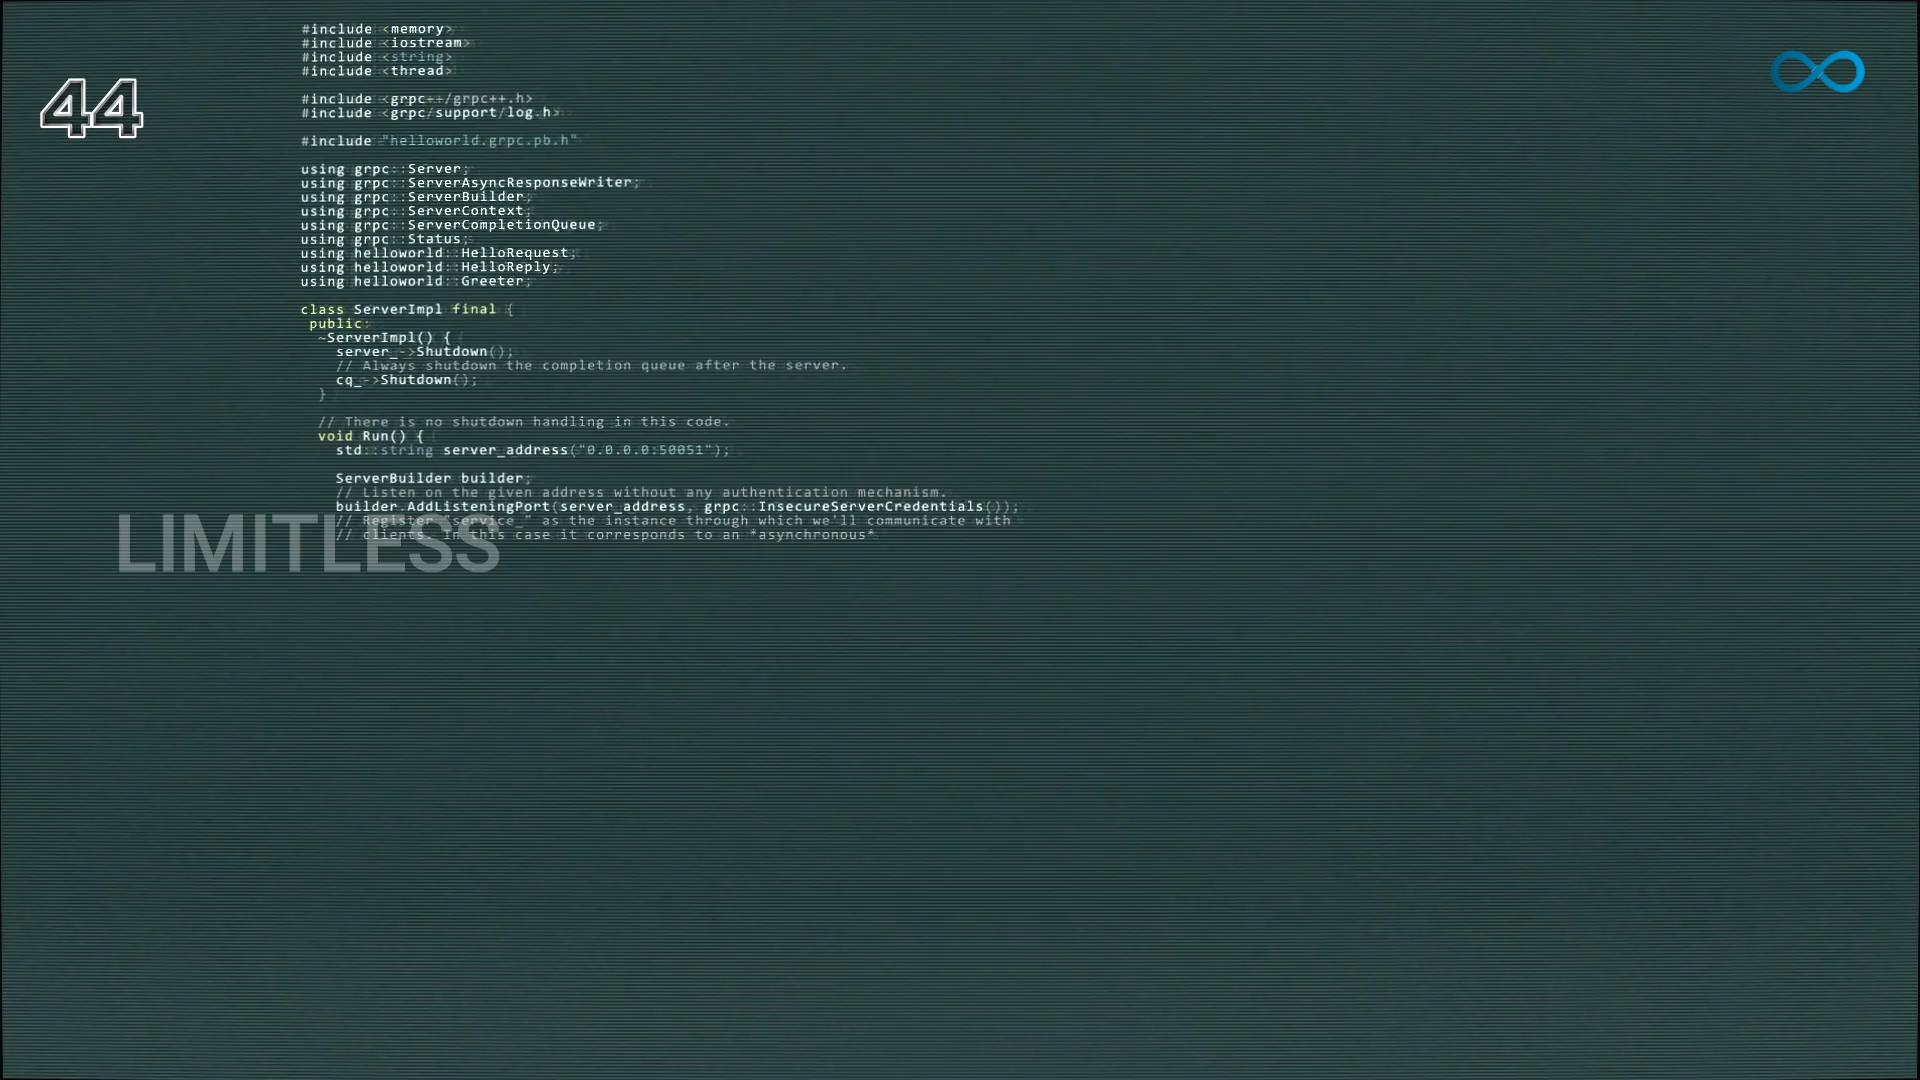 #include <memory>
#include <iostream>
#include <string>
#include <thread>
#include <grpc++/grpc++.h>
#include <grpc/support/log.h>
#include "helloworld.grpc.pb.h"
using grpc::Server;
using grpc::ServerAsyncResponseWriter;
using grpc::ServerBuilder;
using grpc::ServerContext;
using grpc::ServerCompletionQueue;
using grpc::Status;
using helloworld::HelloRequest;
using helloworld::HelloReply;
using helloworld::Greeter;
class ServerImpl final {
public:
~ServerImpl() {
server_->Shutdown();
// Always shutdown the completion queue after the server.
cq_->Shutdown();
}
// There is no shutdown handling in this code.
void Run() {
std::string server_address("0.0.0.0:50051");
ServerBuilder builder;
// Listen on the given address without any authentication mechanism.
builder.AddListeningPort(server_address, grpc::InsecureServerCredentials());
// Register "service_" as the instance through which we'll communicate with
// clients. In this case it corresponds to an *asynchronous*
44
LIMITLESS